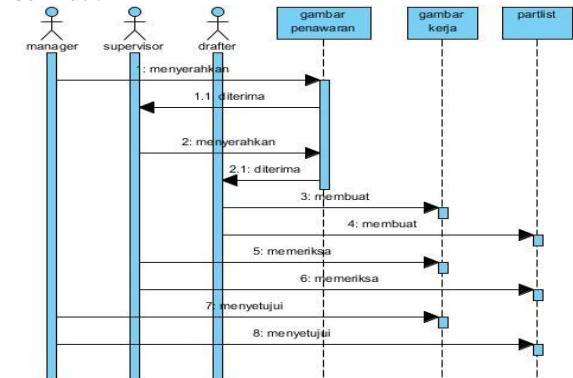 gambar penawaran
gambar kerja
partlist
manager
supervisor
drafter
1: menyerahkan
1.1 diterima
2: menyerahkan
2.1: diterima
3: membuat
4: membuat
5: memeriksa
6: memeriksa
7: menyetujui
8: menyetujui